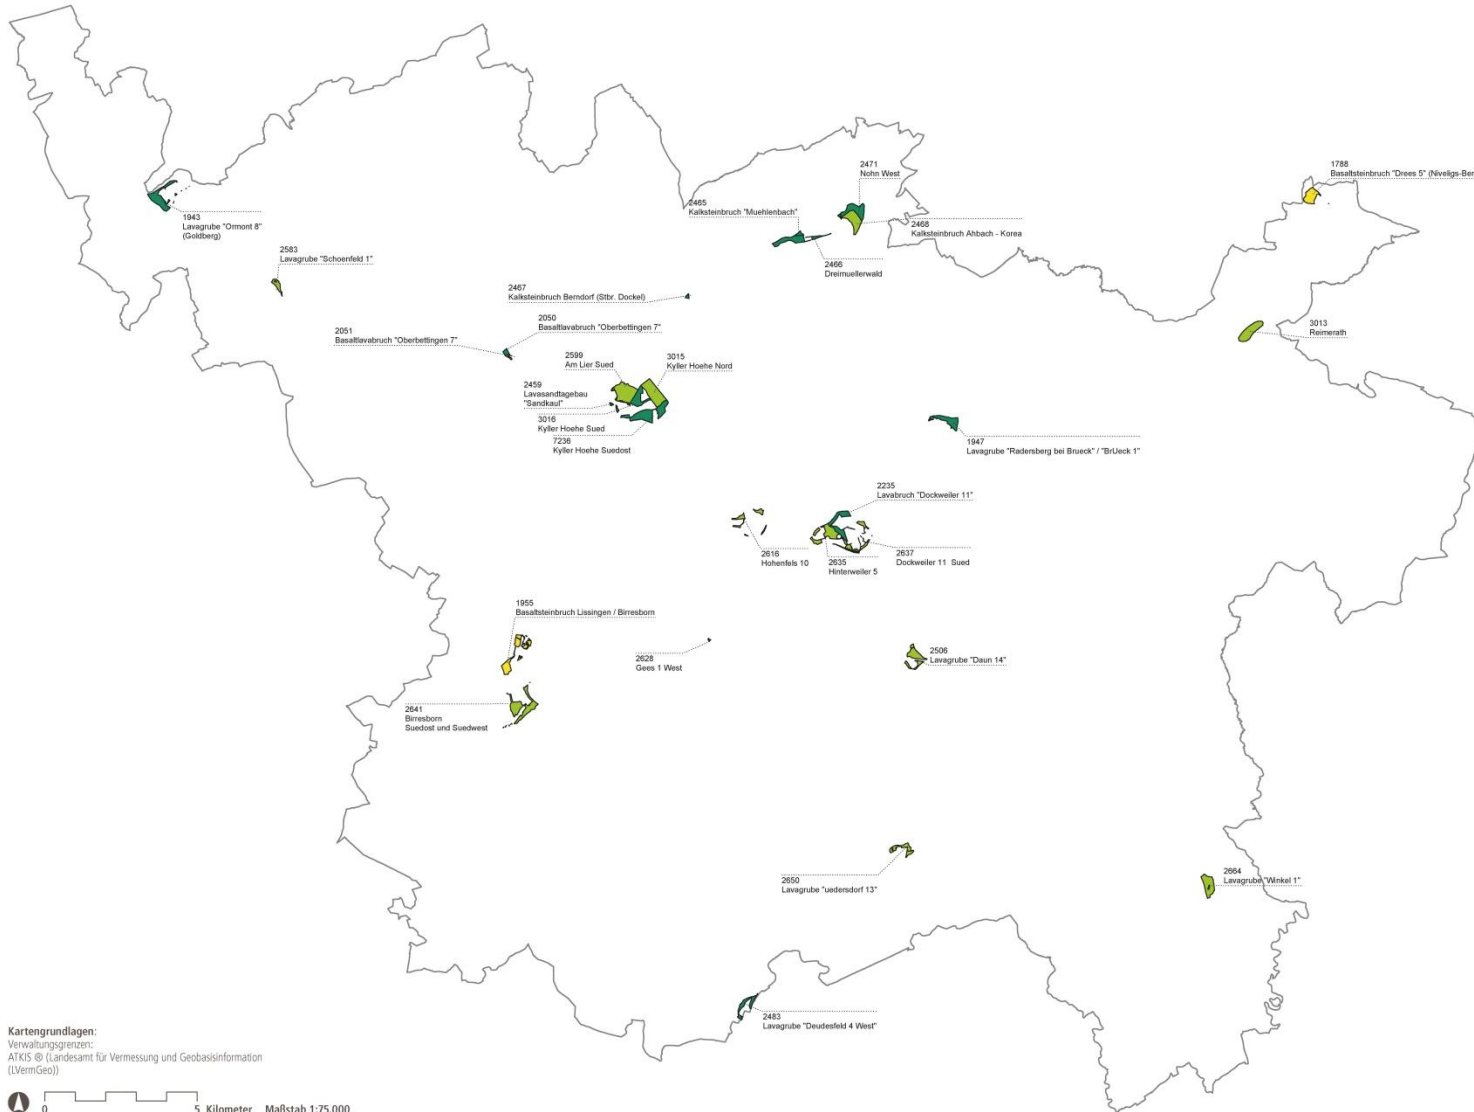 2471
Nohn West
1788
Basaltsteinbruch "Drees 5" (Niveligs-Ber
2465
Kalksteinbruch "Muehlenbach"
1943
Lavagrube "Ormont 8"
(Goldberg)
2468
Kalksteinbruch Ahbach - Korea
2583
Lavagrube "Schoenfeld 1"
2466
Dreimuellerwald
2467
Kalksteinbruch Berndorf (Stbr. Dockel)
2050
Basaltlavabruch "Oberbettingen 7"
2051
Basaltlavabruch "Oberbettingen 7"
3013
Reimerath
2599
Am Lier Sued
3015
Kyller Hoehe Nord
2459
Lavasandtagebau
"Sandkaul"
3016
Kyller Hoehe Sued
7236
Kyller Hoehe Suedost
1947
Lavagrube "Radersberg bei Brueck" / "BrUeck 1"
2235
Lavabruch "Dockweiler 11"
2616
Hohenfels 10
2635
Hinterweiler 5
2637
Dockweiler 11 Sued
1955
Basaltsteinbruch Lissingen / Birresborn
2628
Gees 1 West
2506
Lavagrube "Daun 14"
2641
Birresborn
Suedost und Suedwest
2650
Lavagrube "uedersdorf 13"
2664
Lavagrube "Winkel 1"
2483
Lavagrube "Deudesfeld 4 West"
Kartengrundlagen:
Verwaltungsgrenzen:
ATKIS ® (Landesamt für Vermessung und Geobasisinformation
(LVermGeo))
0 5 Kilometer Maßstab 1:75.000